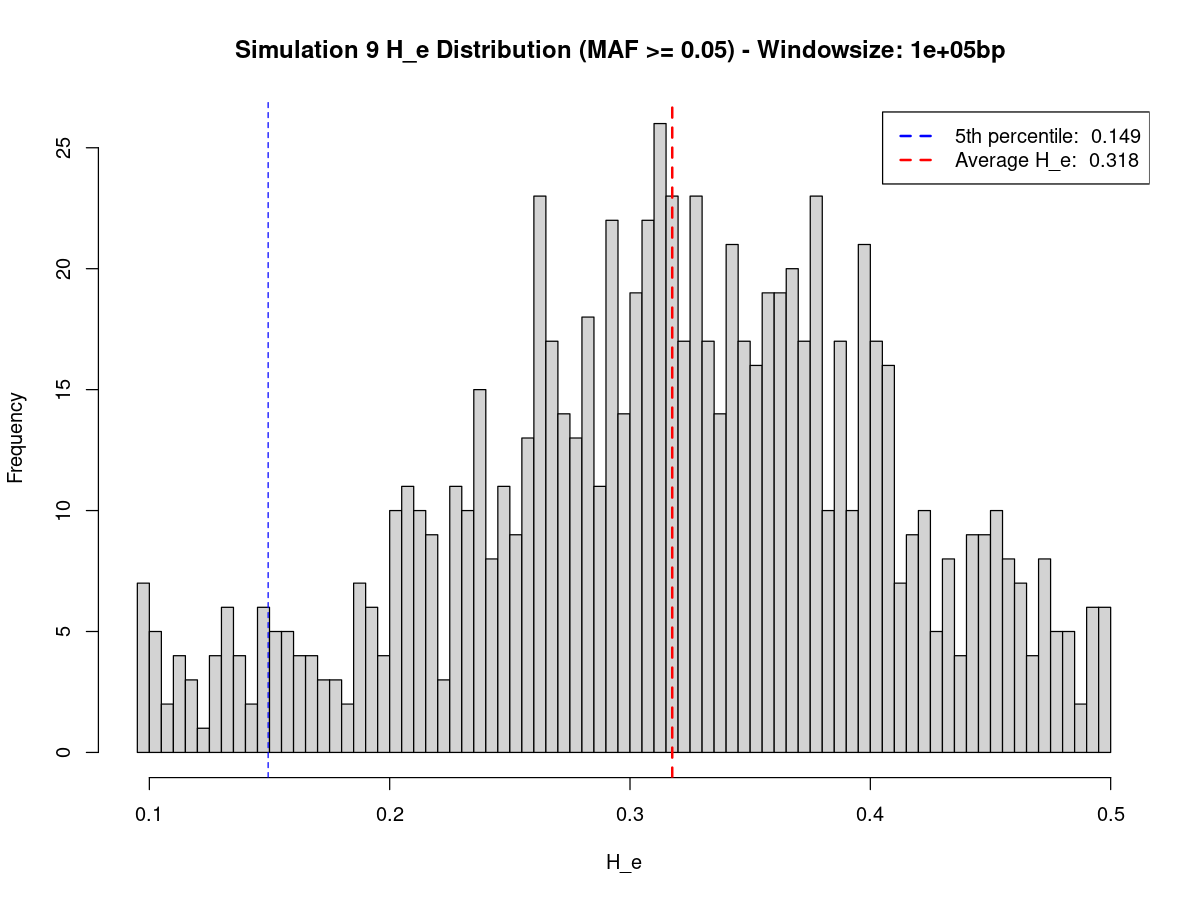 Simulation 9 H_e Distribution (MAF >= 0.05) - Windowsize: 1e+05bp
5th percentile:  0.149
Average H_e:  0.318
Frequency
25
20
15
10
5
0
0.1
0.2
0.3
0.4
0.5
H_e